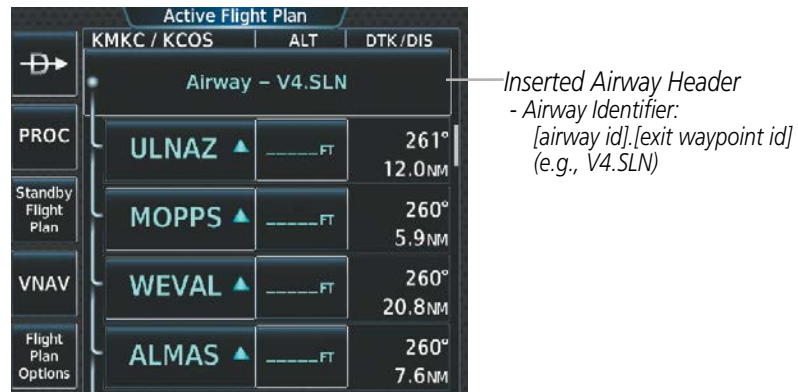 Active Flight Plan
KMKC / KCOS ALT DTK/DIS
D
Airway – V4.SLN
Inserted Airway Header
- Airway Identifier:
[airway id].[exit waypoint id]
(e.g., V4.SLN)
PROC
ULNAZ _____FT 261°
12.0NM
Standby
Flight
Plan
MOPPS _____FT 260°
5.9NM
VNAV
WEVAL _____FT 260°
20.8NM
Flight
Plan
Options
ALMAS _____FT 260°
7.6NM